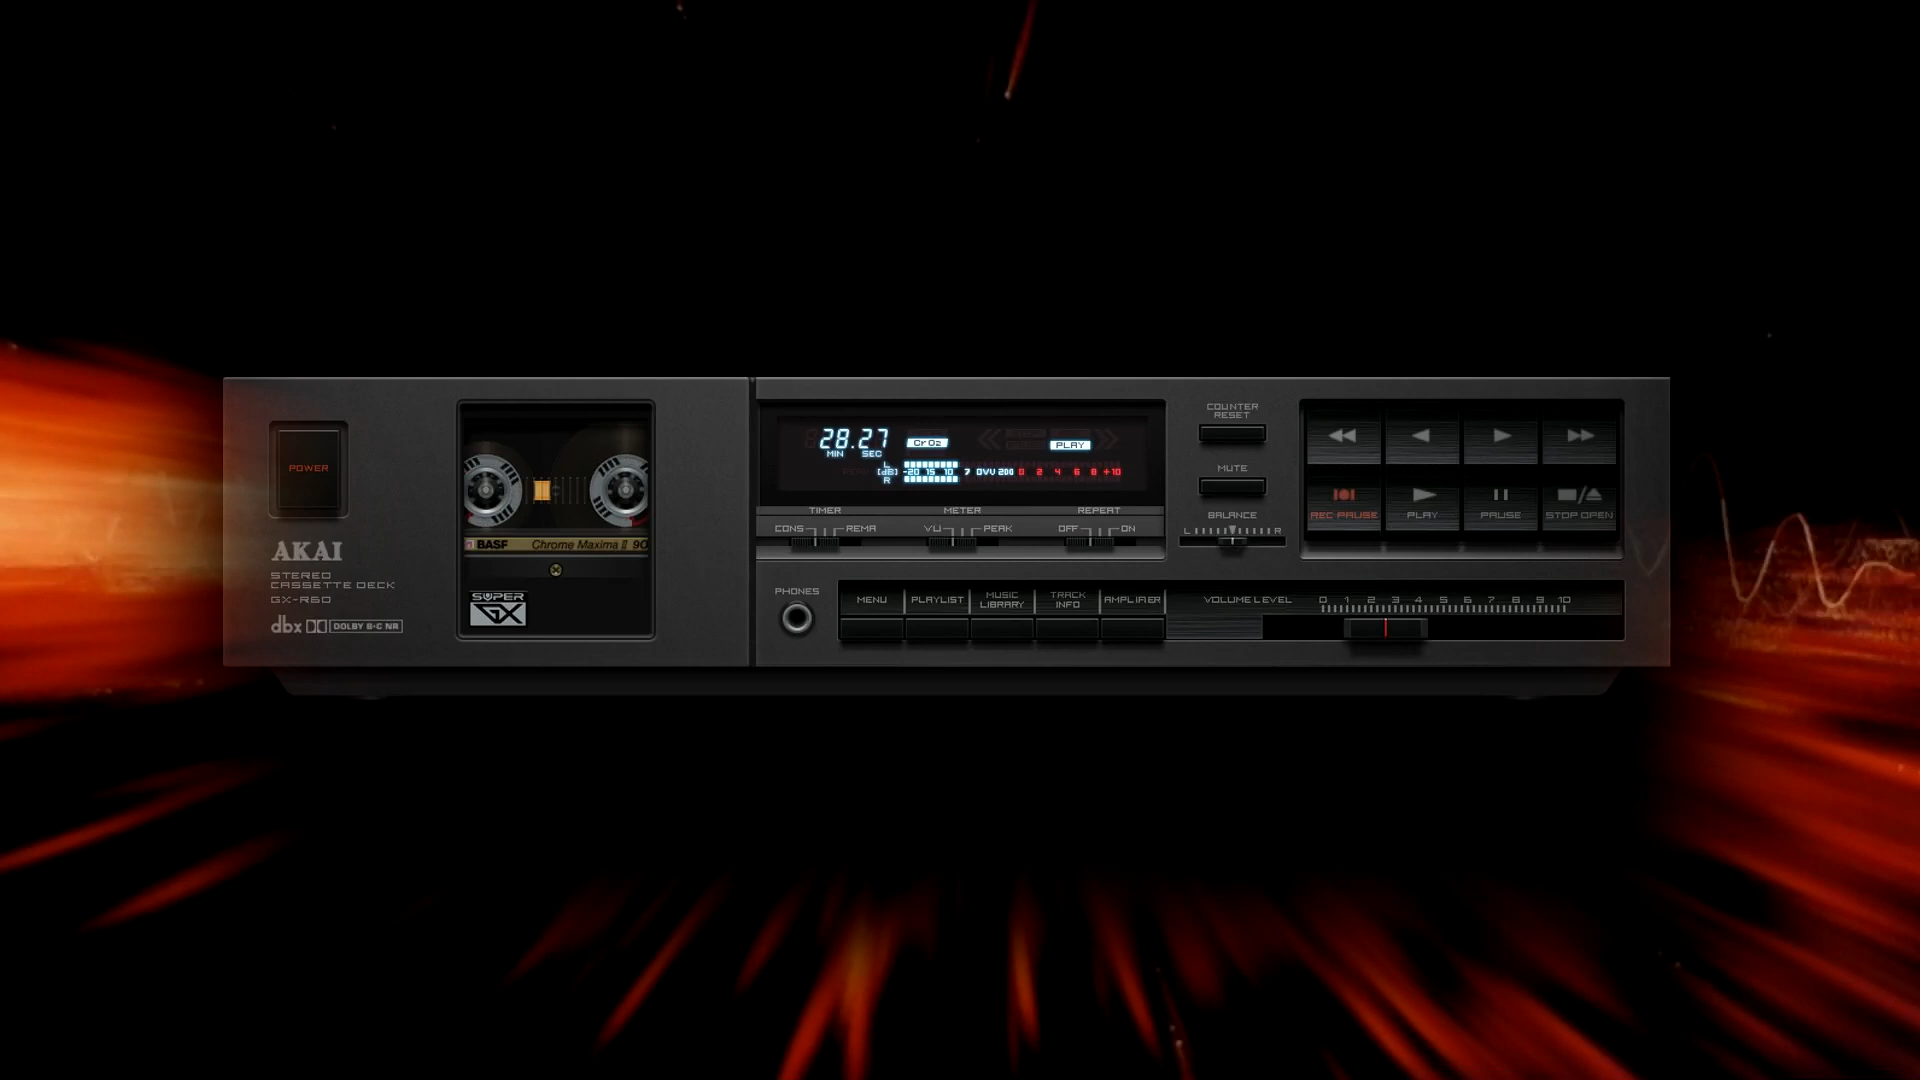 POWER
AKAI
STEREO
CASSETTE DECK
GX-R60
dbx DOLBY B-C NR
BASF Chrome Maxima II 90
SUPER
GX
28.27
MIN SEC
CrO2
PLAY
L
[dB] -20 15 10 7 0VU 200 0 2 4 6 8 +10
R
TIMER METER REPEAT
CONS REMA VU PEAK OFF ON
COUNTER
RESET
MUTE
BALANCE
L R
REC PAUSE PLAY PAUSE STOP OPEN
PHONES
MENU
PLAYLIST
MUSIC
LIBRARY
TRACK
INFO
AMPLIFIER
VOLUME LEVEL 0 1 2 3 4 5 6 7 8 9 10